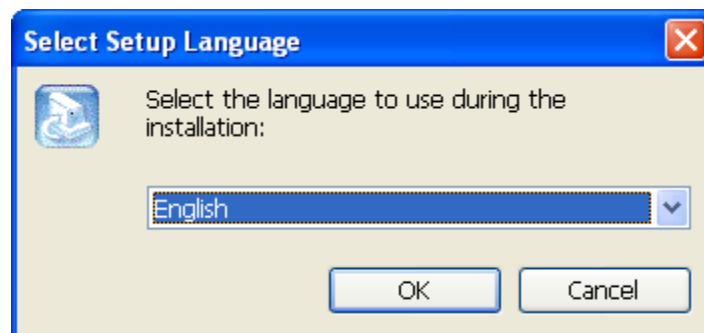 Select Setup Language
Select the language to use during the
installation:
English
OK
Cancel